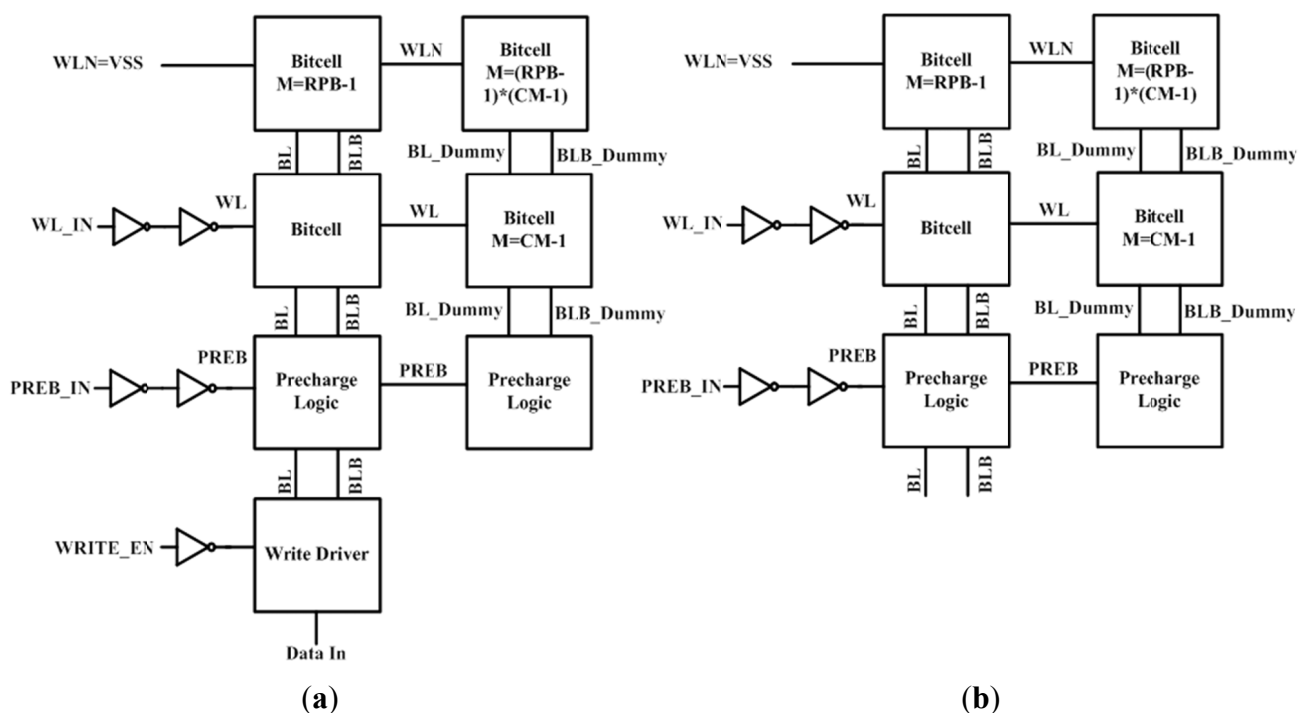 WLN=VSS
Bitcell
M=RPB-1
WLN
Bitcell
M=(RPB-
1)*(CM-1)
BL
BLB
BL_Dummy
BLB_Dummy
WL_IN
WL
Bitcell
WL
Bitcell
M=CM-1
BL
BLB
BL_Dummy
BLB_Dummy
PREB_IN
PREB
Precharge
Logic
PREB
Precharge
Logic
BL
BLB
WRITE_EN
Write Driver
Data In
(a)
WLN=VSS
Bitcell
M=RPB-1
WLN
Bitcell
M=(RPB-
1)*(CM-1)
BL
BLB
BL_Dummy
BLB_Dummy
WL_IN
WL
Bitcell
WL
Bitcell
M=CM-1
BL
BLB
BL_Dummy
BLB_Dummy
PREB_IN
PREB
Precharge
Logic
PREB
Precharge
Logic
BL
BLB
(b)